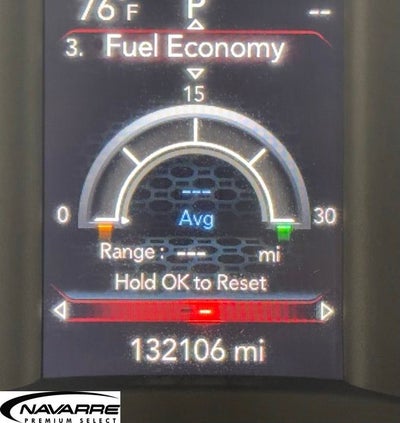 76° F P --
3. Fuel Economy
15
---
Avg
0 30
Range : --- mi
Hold OK to Reset
132106 mi
NAVARRE
PREMIUM SELECT